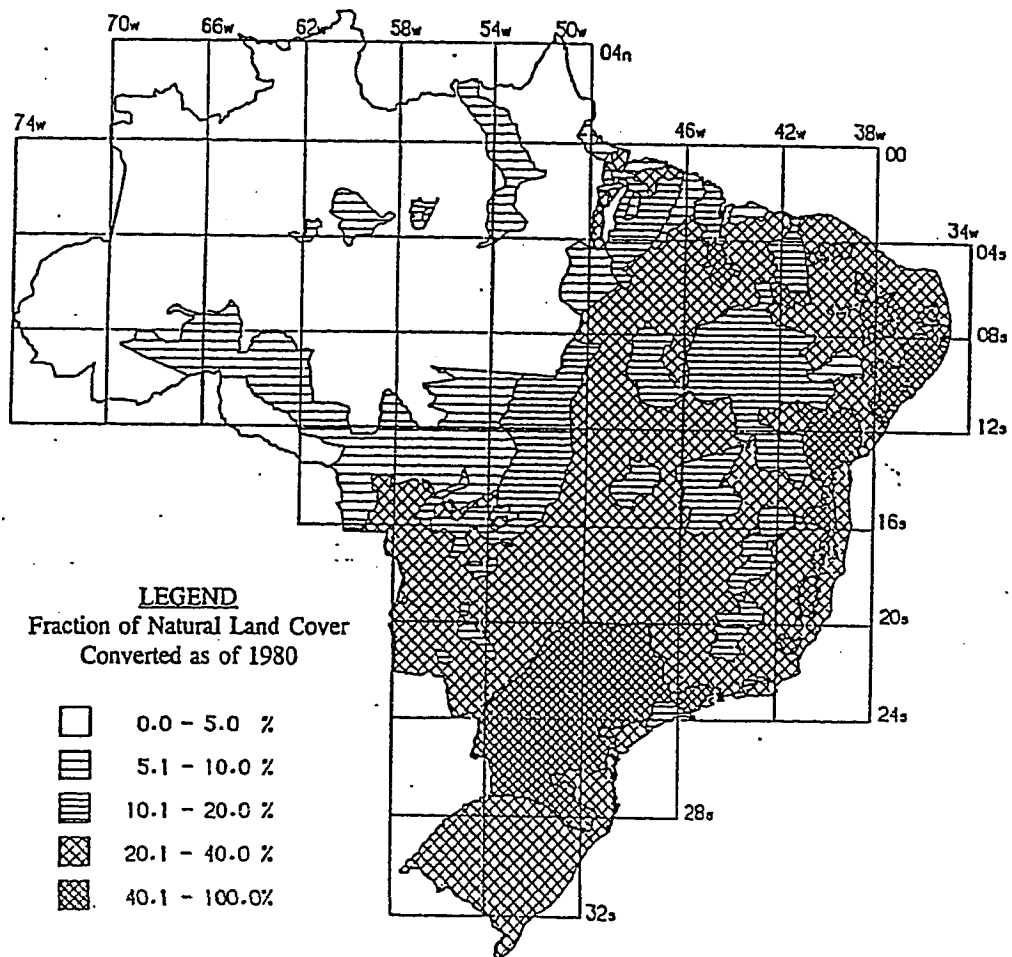 70w 66w 62w 58w 54w 50w
04n
74w 46w 42w 38w
00
34w
04s
08s
12s
16s
LEGEND
Fraction of Natural Land Cover
Converted as of 1980
20s
0.0 - 5.0 %
24s
5.1 - 10.0 %
10.1 - 20.0 %
28s
20.1 - 40.0 %
40.1 - 100.0%
32s